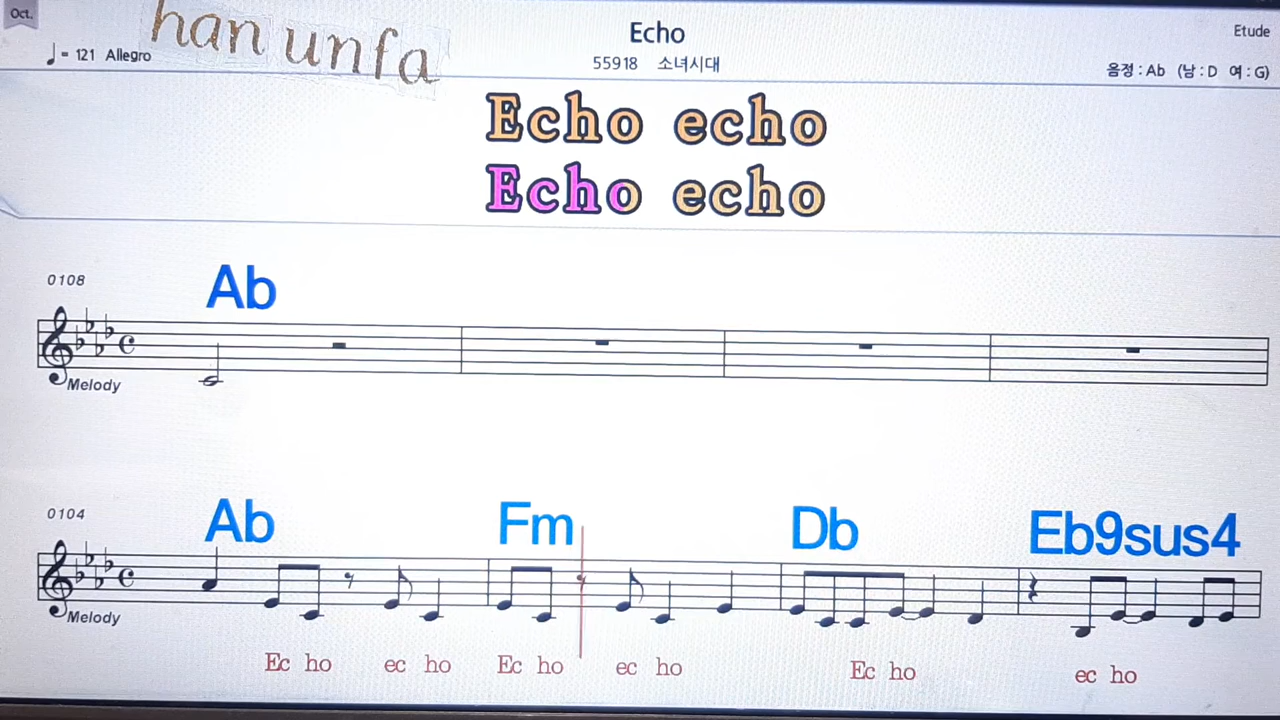 Oct.
han unfa
Echo
Etude
♩= 121 Allegro
55918 소녀시대
음정 : Ab (남 : D 여 : G)
Echo echo
Echo echo
0108
Ab
Melody
0104
Ab Fm Db Eb9sus4
Melody
Ec ho ec ho Ec ho ec ho Ec ho ec ho